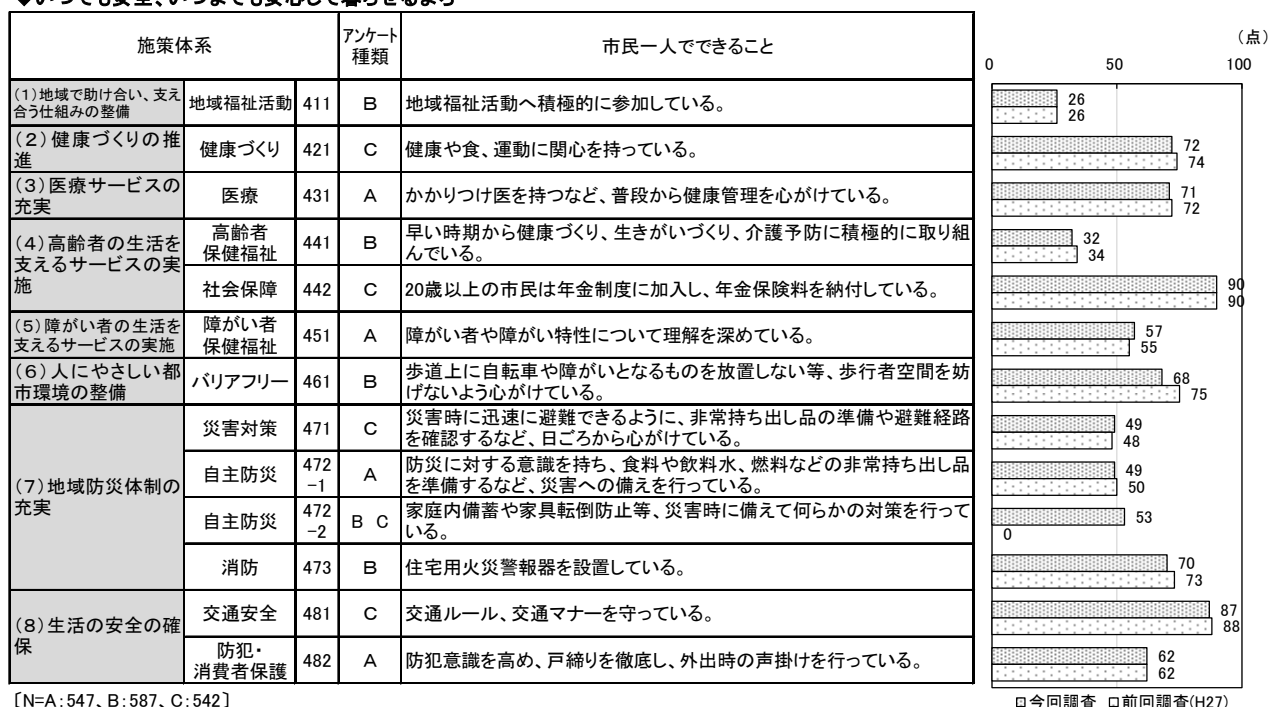 ◆いつでも安全、いつまでも安心して暮らせるまち
施策体系
アンケート
種類
市民一人でできること
(点)
0 50 100
(1)地域で助け合い、支え
合う仕組みの整備
地域福祉活動 411 B 地域福祉活動へ積極的に参加している。
26
26
(2)健康づくりの推
進
健康づくり 421 C 健康や食、運動に関心を持っている。
72
74
(3)医療サービスの
充実
医療 431 A かかりつけ医を持つなど、普段から健康管理を心がけている。
71
72
(4)高齢者の生活を
支えるサービスの実
施
高齢者
保健福祉
441 B 早い時期から健康づくり、生きがいづくり、介護予防に積極的に取り組
んでいる。
32
34
社会保障 442 C 20歳以上の市民は年金制度に加入し、年金保険料を納付している。
90
90
(5)障がい者の生活を
支えるサービスの実施
障がい者
保健福祉
451 A 障がい者や障がい特性について理解を深めている。
57
55
(6)人にやさしい都
市環境の整備
バリアフリー 461 B 歩道上に自転車や障がいとなるものを放置しない等、歩行者空間を妨
げないよう心がけている。
68
75
(7)地域防災体制の
充実
災害対策 471 C 災害時に迅速に避難できるように、非常持ち出し品の準備や避難経路
を確認するなど、日ごろから心がけている。
49
48
自主防災 472
-1
A 防災に対する意識を持ち、食料や飲料水、燃料などの非常持ち出し品
を準備するなど、災害への備えを行っている。
49
50
自主防災 472
-2
B C 家庭内備蓄や家具転倒防止等、災害時に備えて何らかの対策を行って
いる。
53
0
消防 473 B 住宅用火災警報器を設置している。
70
73
(8)生活の安全の確
保
交通安全 481 C 交通ルール、交通マナーを守っている。
87
88
防犯・
消費者保護
482 A 防犯意識を高め、戸締りを徹底し、外出時の声掛けを行っている。
62
62
[N=A:547、B:587、C:542]
今回調査 前回調査(H27)